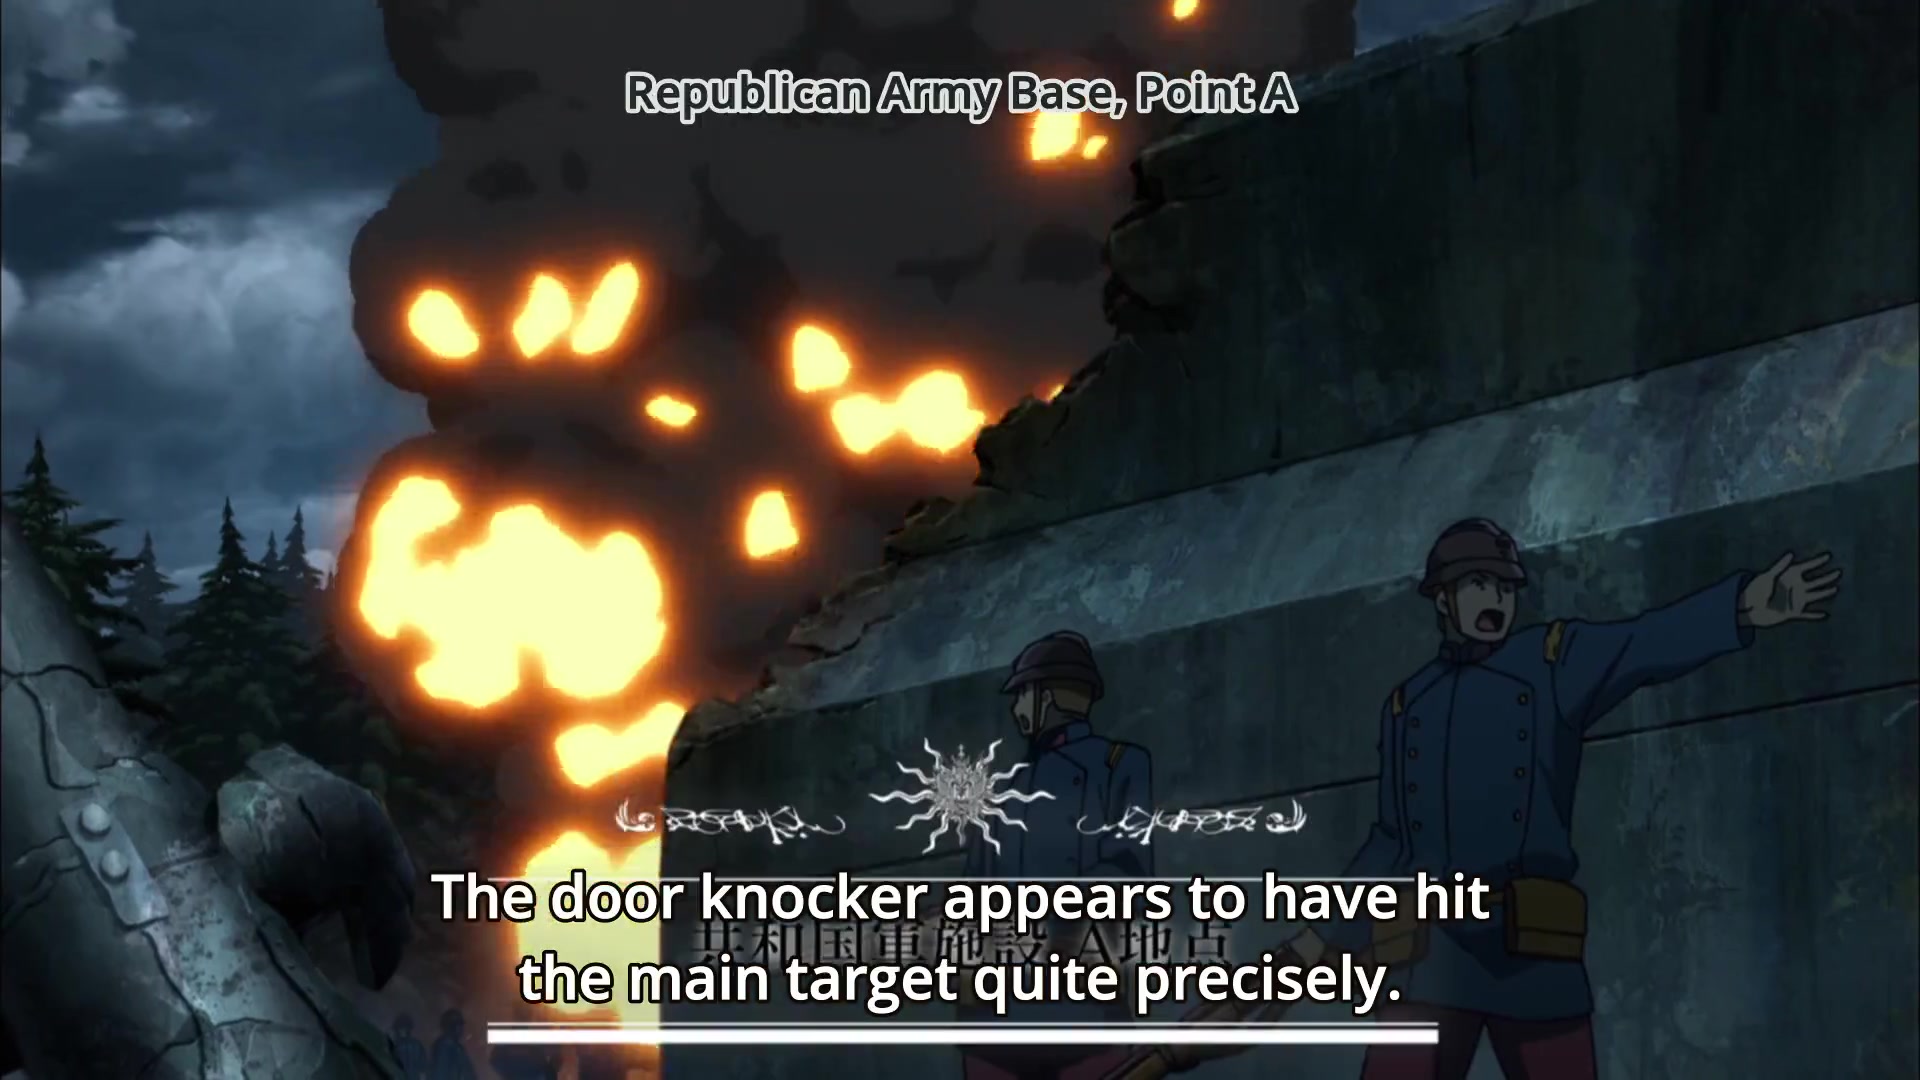 Republican Army Base, Point A
The door knocker appears to have hit
共和国軍施設 A地点
the main target quite precisely.